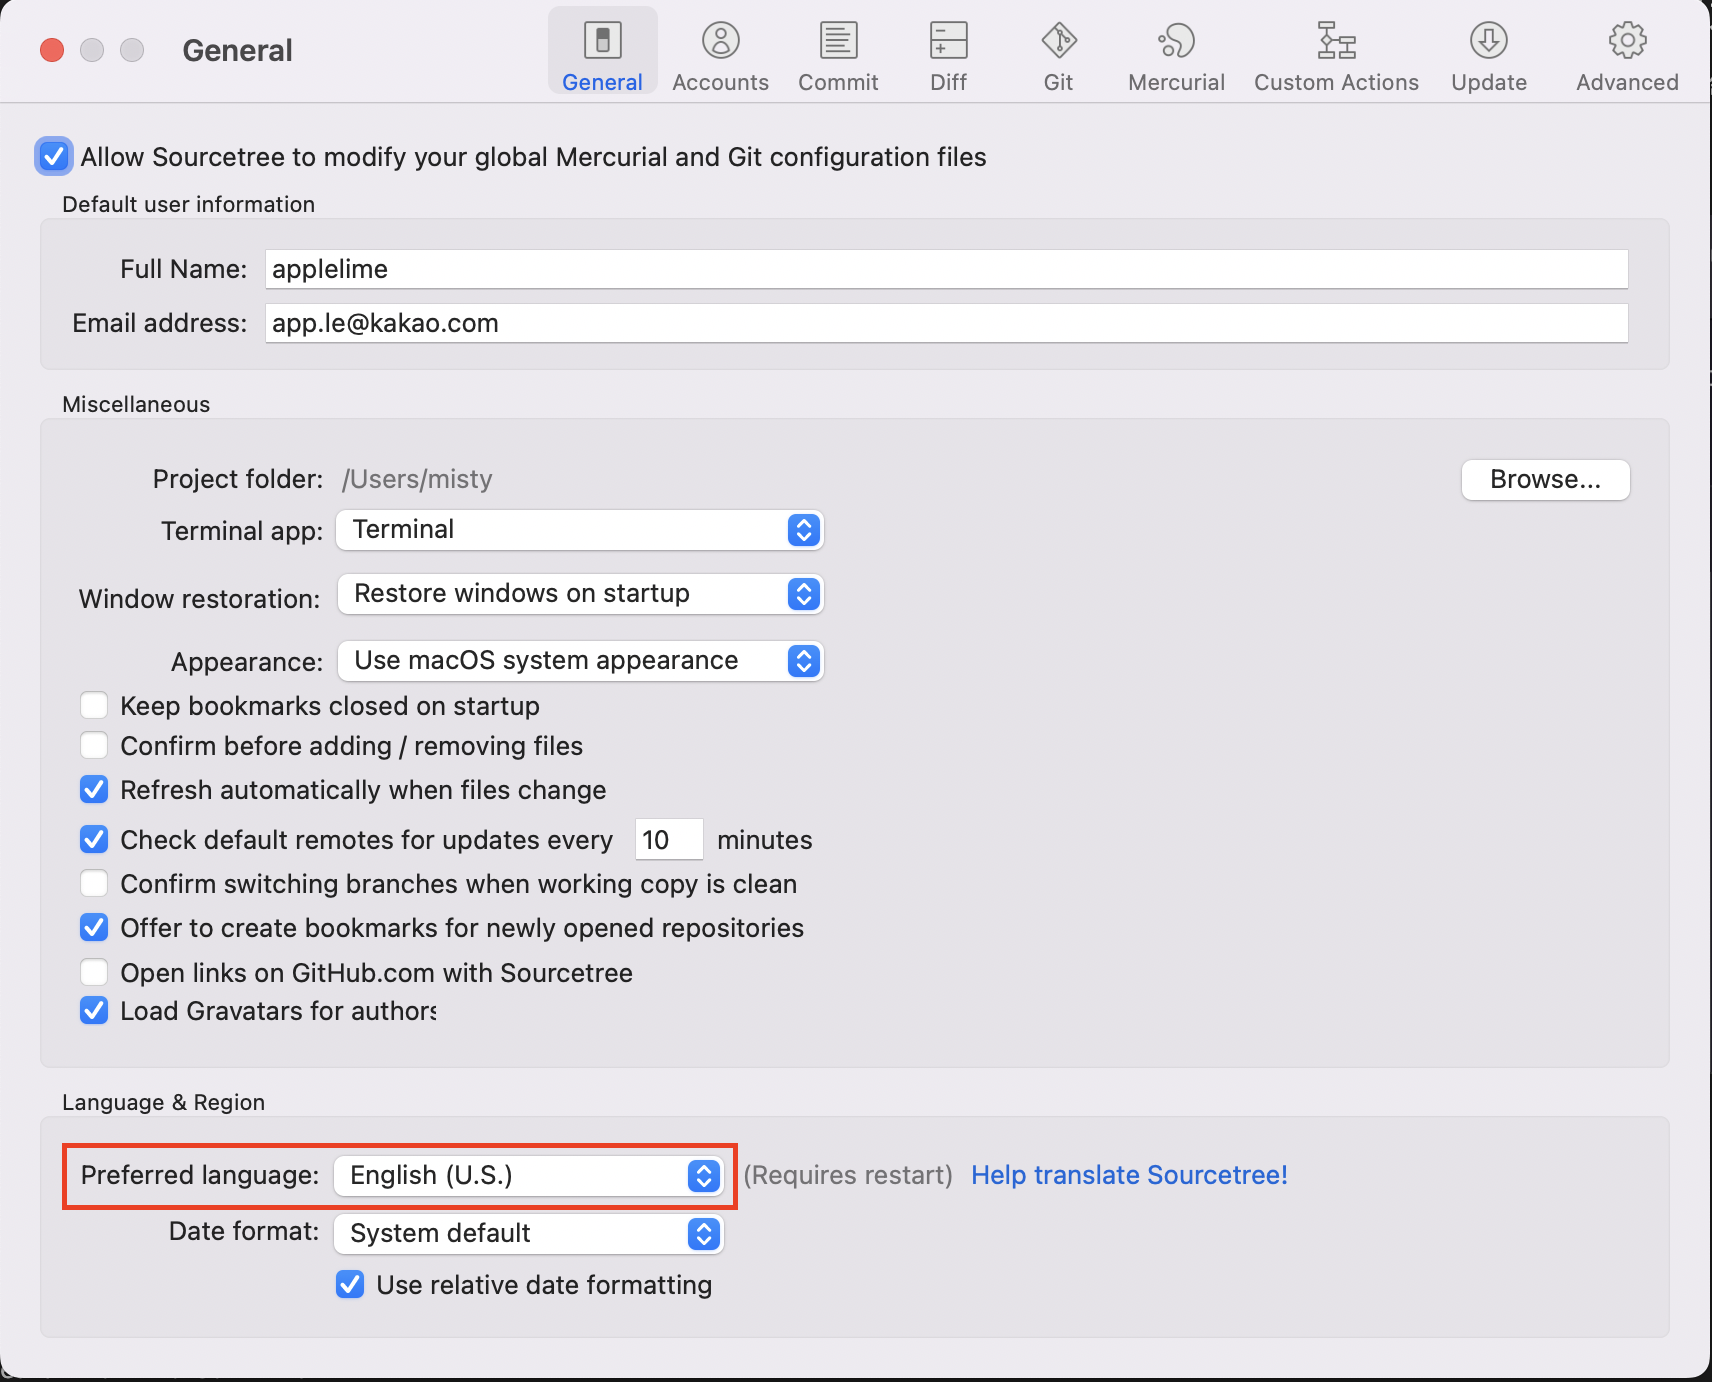 General
General Accounts Commit Diff Git Mercurial Custom Actions Update Advanced
Allow Sourcetree to modify your global Mercurial and Git configuration files
Default user information
Full Name: applelime
Email address: app.le@kakao.com
Miscellaneous
Project folder: /Users/misty Browse...
Terminal app: Terminal
Window restoration: Restore windows on startup
Appearance: Use macOS system appearance
Keep bookmarks closed on startup
Confirm before adding / removing files
Refresh automatically when files change
Check default remotes for updates every 10 minutes
Confirm switching branches when working copy is clean
Offer to create bookmarks for newly opened repositories
Open links on GitHub.com with Sourcetree
Load Gravatars for authors
Language & Region
Preferred language: English (U.S.) (Requires restart) Help translate Sourcetree!
Date format: System default
Use relative date formatting